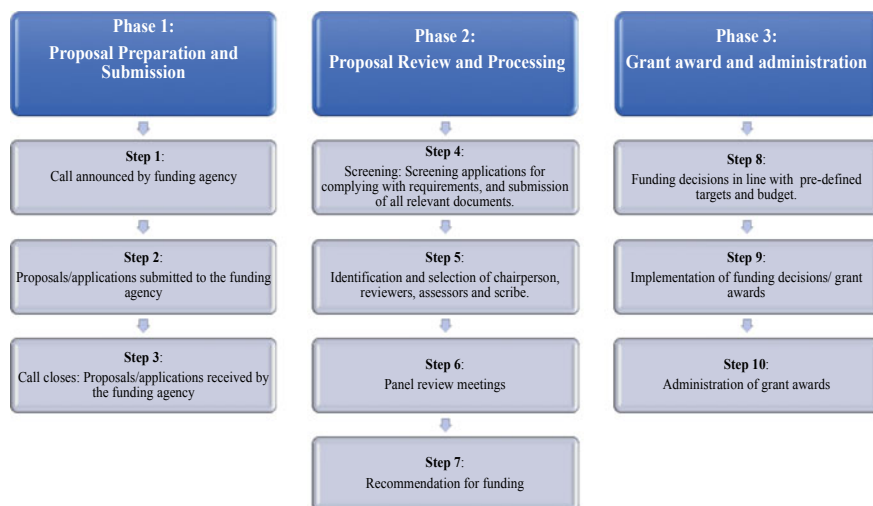 Phase 1:
Proposal Preparation and
Submission
Step 1:
Call announced by funding agency
Step 2:
Proposals/applications submitted to the funding
agency
Step 3:
Call closes: Proposals/applications received by
the funding agency
Phase 2:
Proposal Review and Processing
Step 4:
Screening: Screening applications for
complying with requirements, and submission
of all relevant documents.
Step 5:
Identification and selection of chairperson,
reviewers, assessors and scribe.
Step 6:
Panel review meetings
Step 7:
Recommendation for funding
Phase 3:
Grant award and administration
Step 8:
Funding decisions in line with pre-defined
targets and budget.
Step 9:
Implementation of funding decisions/ grant
awards
Step 10:
Administration of grant awards